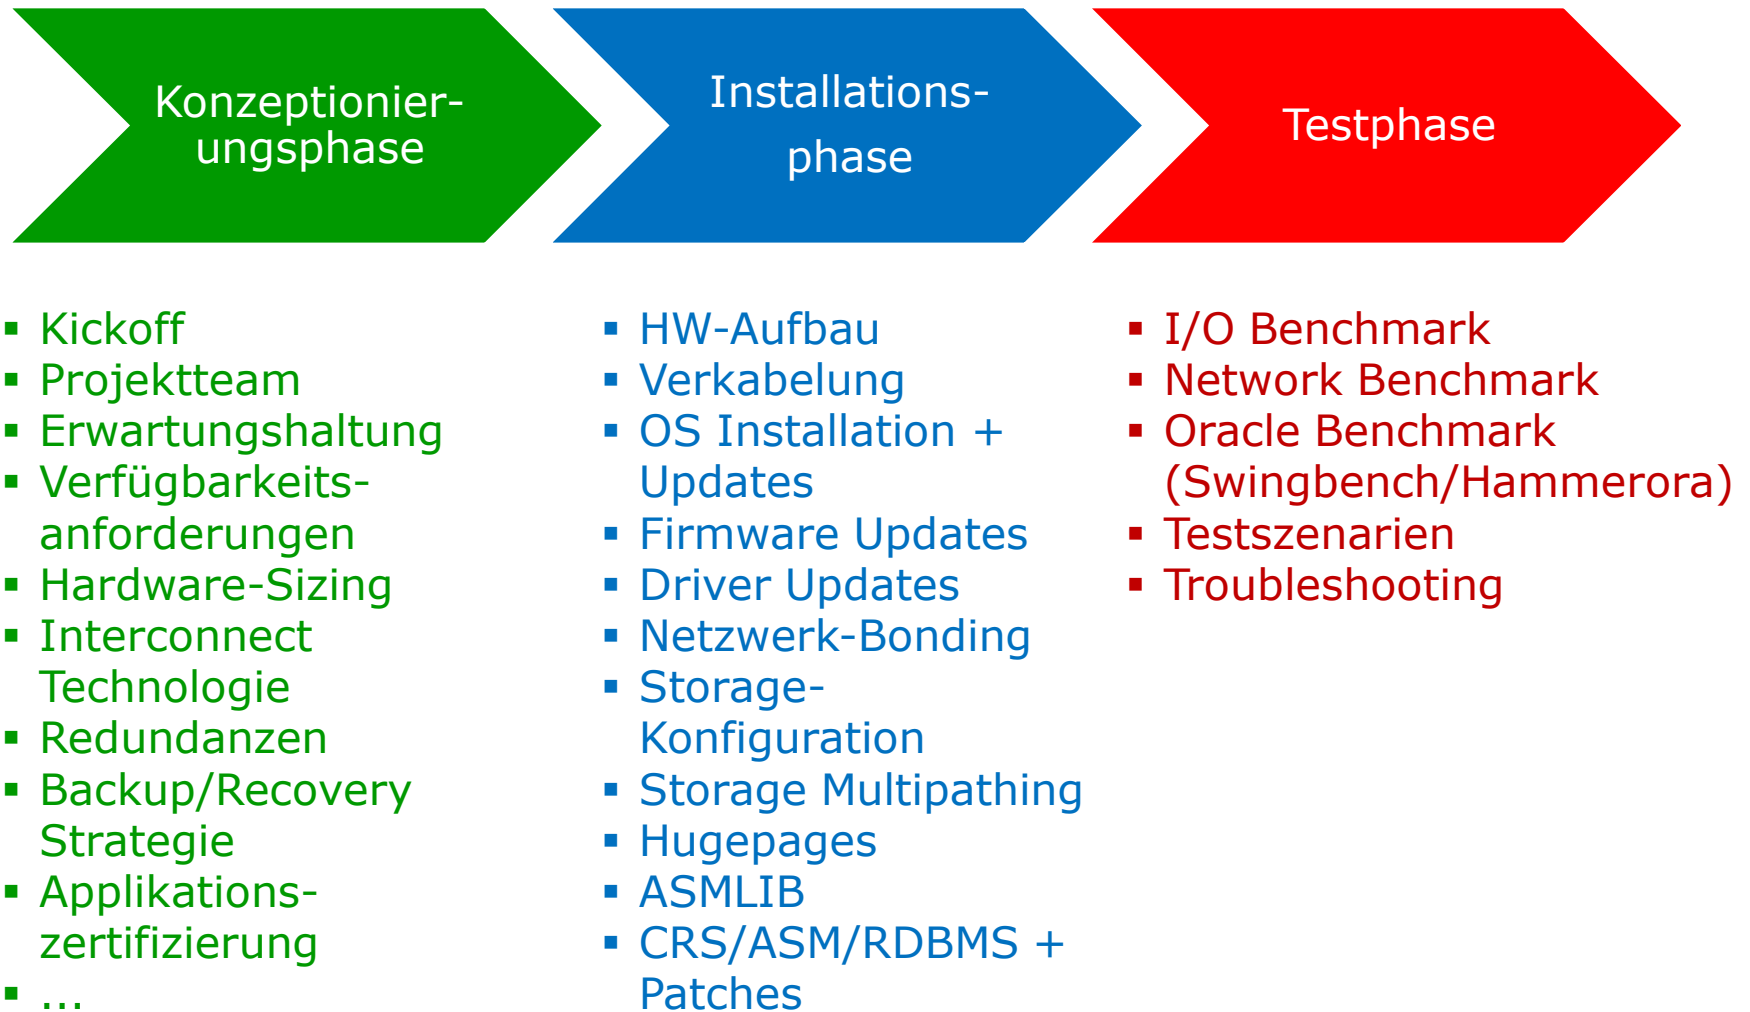 Konzeptionier-
ungsphase
Installations-
phase
Testphase
▪ Kickoff
▪ Projektteam
▪ Erwartungshaltung
▪ Verfügbarkeits-
anforderungen
▪ Hardware-Sizing
▪ Interconnect
Technologie
▪ Redundanzen
▪ Backup/Recovery
Strategie
▪ Applikations-
zertifizierung
▪ ...
▪ HW-Aufbau
▪ Verkabelung
▪ OS Installation +
Updates
▪ Firmware Updates
▪ Driver Updates
▪ Netzwerk-Bonding
▪ Storage-
Konfiguration
▪ Storage Multipathing
▪ Hugepages
▪ ASMLIB
▪ CRS/ASM/RDBMS +
Patches
▪ I/O Benchmark
▪ Network Benchmark
▪ Oracle Benchmark
(Swingbench/Hammerora)
▪ Testszenarien
▪ Troubleshooting